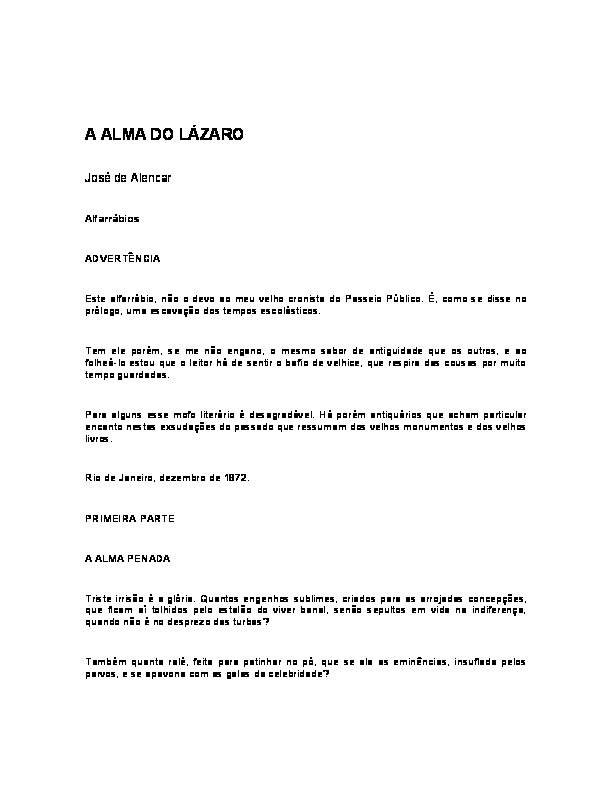 A ALMA DO LÁZARO
José de Alencar
Alfarrábios
ADVERTÊNCIA
Este alfarrábio, não o devo ao meu velho cronista do Passeio Público. É, como se disse no
prólogo, uma escavação dos tempos escolásticos.
Tem ele porém, se me não engano, o mesmo sabor de antiguidade que os outros, e ao
folheá-lo estou que o leitor há de sentir o bafio de velhice, que respira das cousas por muito
tempo guardadas.
Para alguns esse mofo literário é desagradável. Há porém antiquários que acham particular
encanto nestas exsudações do passado que ressumam dos velhos monumentos e dos velhos
livros.
Rio de Janeiro, dezembro de 1872.
PRIMEIRA PARTE
A ALMA PENADA
Triste irrisão é a glória. Quantos engenhos sublimes, criados para as arrojadas concepções,
que ficam aí tolhidos pelo estalão do viver banal, senão sepultos em vida na indiferença,
quando não é no desprezo das turbas?
Também quanta ralé, feita para patinhar no pó, que se ala as eminências, insuflada pelos
parvos, e se apavona com as galas da celebridade?